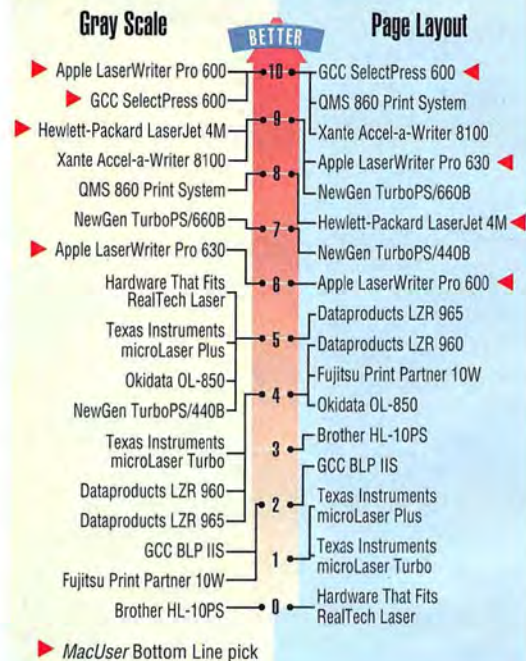 Gray Scale
BETTER
Page Layout
Apple LaserWriter Pro 600
GCC SelectPress 600
Hewlett-Packard LaserJet 4M
Xante Accel-a-Writer 8100
QMS 860 Print System
NewGen TurboPS/660B
Apple LaserWriter Pro 630
Hardware That Fits
RealTech Laser
Texas Instruments
microLaser Plus
Okidata OL-850
NewGen TurboPS/440B
Texas Instruments
microLaser Turbo
Dataproducts LZR 960
Dataproducts LZR 965
GCC BLP IIS
Fujitsu Print Partner 10W
Brother HL-10PS
10
9
8
7
6
5
4
3
2
1
0
GCC SelectPress 600
QMS 860 Print System
Xante Accel-a-Writer 8100
Apple LaserWriter Pro 630
NewGen TurboPS/660B
Hewlett-Packard LaserJet 4M
NewGen TurboPS/440B
Apple LaserWriter Pro 600
Dataproducts LZR 965
Dataproducts LZR 960
Fujitsu Print Partner 10W
Okidata OL-850
Brother HL-10PS
GCC BLP IIS
Texas Instruments
microLaser Plus
Texas Instruments
microLaser Turbo
Hardware That Fits
RealTech Laser
MacUser Bottom Line pick